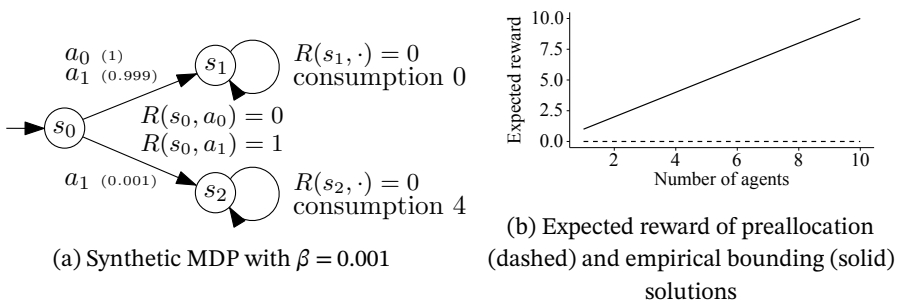 a₀ (1)
a₁ (0.999)
s₁
R(s₁, ·) = 0
consumption 0
s₀
R(s₀, a₀) = 0
R(s₀, a₁) = 1
a₁ (0.001)
s₂
R(s₂, ·) = 0
consumption 4
(a) Synthetic MDP with β = 0.001
Expected reward
10.0
7.5
5.0
2.5
0.0
2 4 6 8 10
Number of agents
(b) Expected reward of preallocation
(dashed) and empirical bounding (solid)
solutions